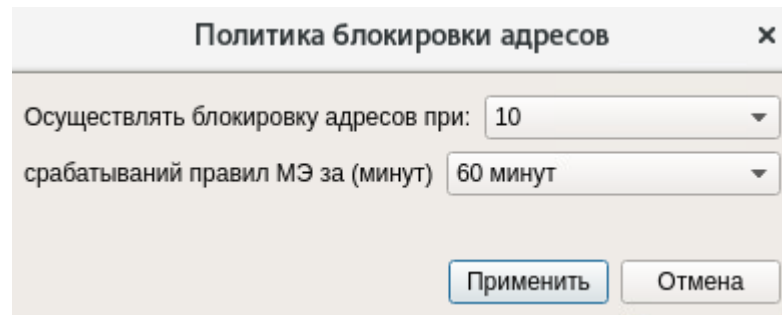 Политика блокировки адресов
Осуществлять блокировку адресов при: 10
срабатываний правил МЭ за (минут) 60 минут
Применить Отмена